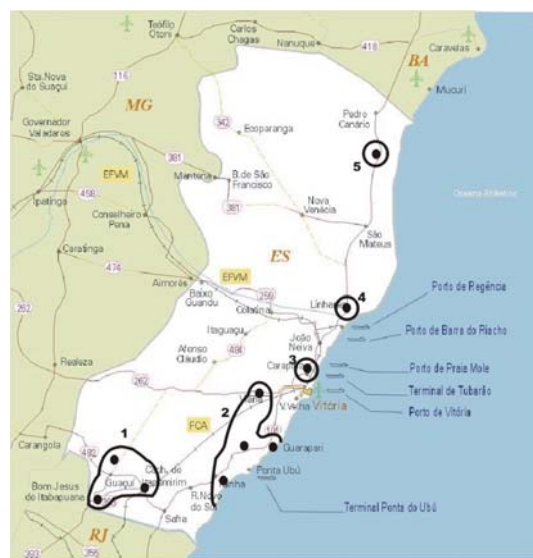 Teófilo
Otoni
Carlos
Chagas
Nanuque
418
BA
Caravelas
Mucuri
Sta.Nova
do Suaçuí
116
MG
342
Ecoporanga
Pedro
Canário
5
Governador
Valadares
EFVM
381
Mantena
B.de São
Francisco
Ipatinga
458
381
Nova
Venécia
Conselheiro
Pena
São
Mateus
Caratinga
474
ES
EFVM
Aimorés
Baixo
Guandu
259
Colatina
Linhares
4
Porto de Regência
262
Itaguaçu
João
Neiva
Porto de Barra do Riacho
Afonso
Cláudio
484
3
Carapina
Porto de Praia Mole
Realeza
262
Terminal de Tubarão
Viana
V.Velha
Vitória
Porto de Vitória
2
Carangola
1
FCA
101
Guarapari
482
Guaçuí
Cach. de
Itapemirim
Ponta Ubú
Bom Jesus
de Itabapoana
R.Novo
do Sul
Terminal Ponta do Ubú
Safra
RJ
393
356